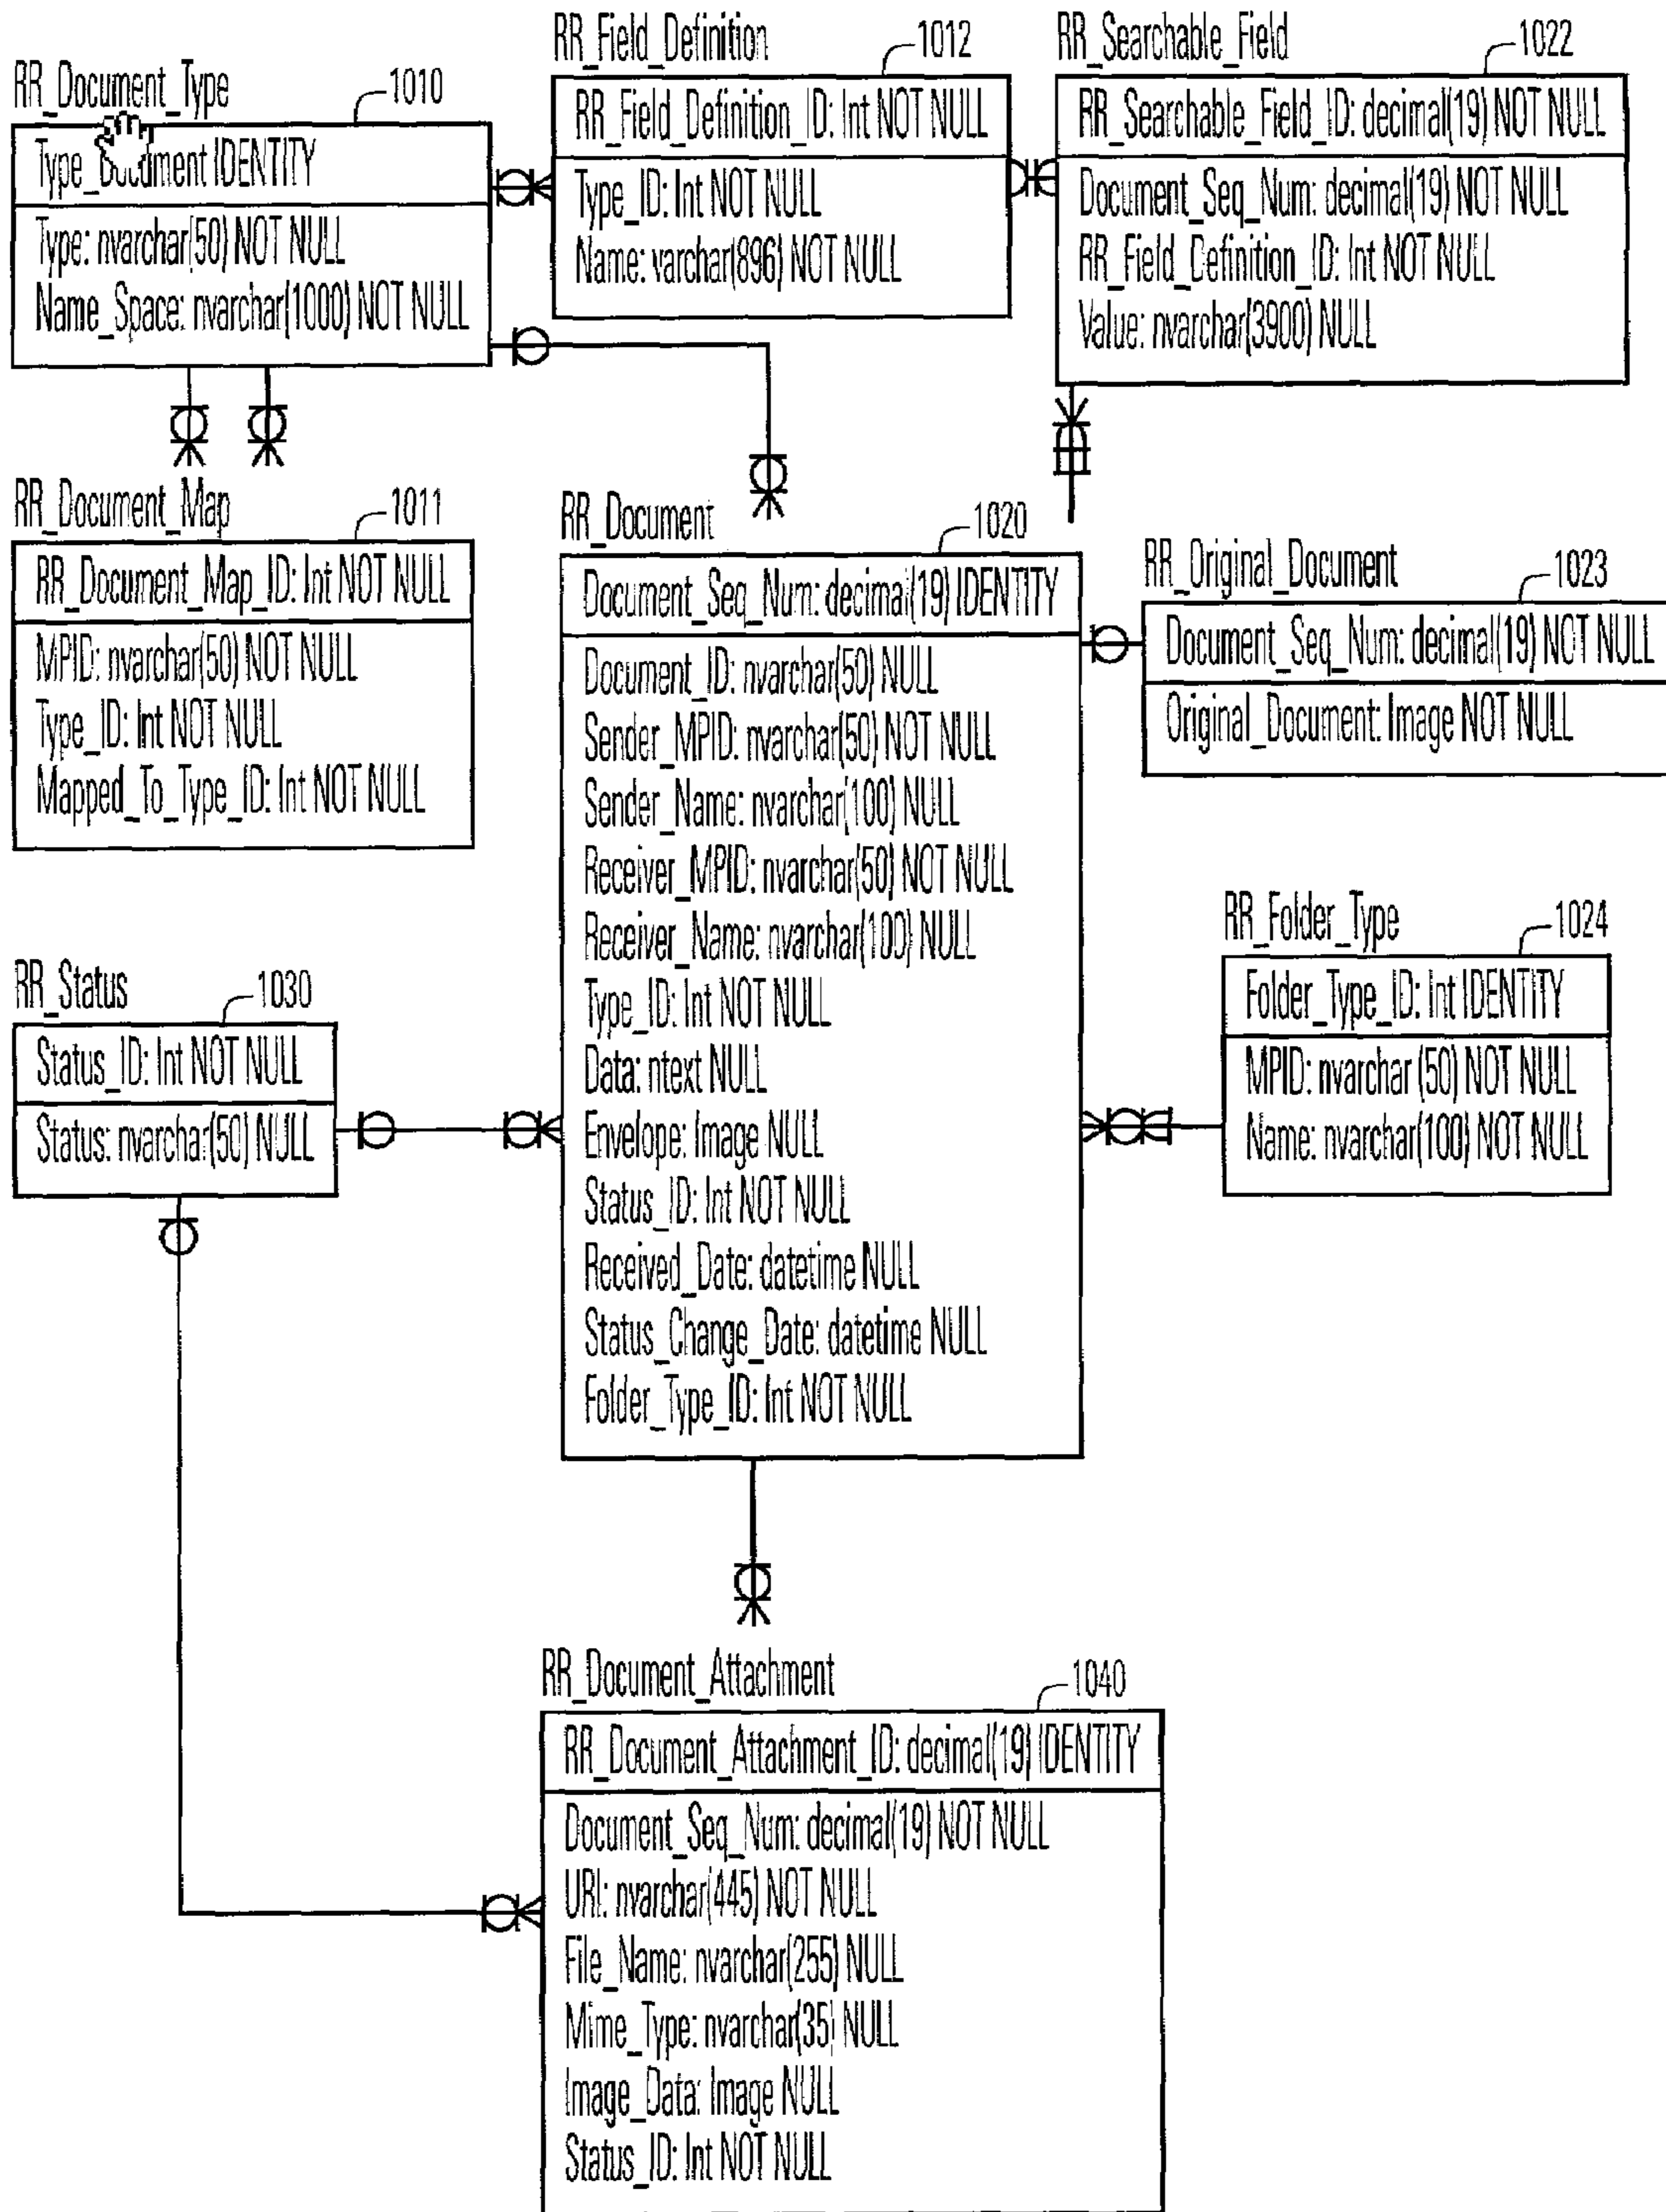 RR_Document_Type
1010
Type_Document IDENTITY
Type: nvarchar(50) NOT NULL
Name_Space: nvarchar(1000) NOT NULL
RR_Field_Definition
1012
RR_Field_Definition_ID: Int NOT NULL
Type_ID: Int NOT NULL
Name: varchar(896) NOT NULL
RR_Searchable_Field
1022
RR_Searchable_Field_ID: decimal(19) NOT NULL
Document_Seq_Num: decimal(19) NOT NULL
RR_Field_Definition_ID: Int NOT NULL
Value: nvarchar(3900) NULL
RR_Document_Map
1011
RR_Document_Map_ID: Int NOT NULL
MPID: nvarchar(50) NOT NULL
Type_ID: Int NOT NULL
Mapped_To_Type_ID: Int NOT NULL
RR_Document
1020
Document_Seq_Num: decimal(19) IDENTITY
Document_ID: nvarchar(50) NULL
Sender_MPID: nvarchar(50) NOT NULL
Sender_Name: nvarchar(100) NULL
Receiver_MPID: nvarchar(50) NOT NULL
Receiver_Name: nvarchar(100) NULL
Type_ID: Int NOT NULL
Data: ntext NULL
Envelope: Image NULL
Status_ID: Int NOT NULL
Received_Date: datetime NULL
Status_Change_Date: datetime NULL
Folder_Type_ID: Int NOT NULL
RR_Original_Document
1023
Document_Seq_Num: decimal(19) NOT NULL
Original_Document: Image NOT NULL
RR_Folder_Type
1024
Folder_Type_ID: Int IDENTITY
MPID: nvarchar (50) NOT NULL
Name: nvarchar(100) NOT NULL
RR_Status
1030
Status_ID: Int NOT NULL
Status: nvarchar(50) NULL
RR_Document_Attachment
1040
RR_Document_Attachment_ID: decimal(19) IDENTITY
Document_Seq_Num: decimal(19) NOT NULL
URI: nvarchar(445) NOT NULL
File_Name: nvarchar(255) NULL
Mime_Type: nvarchar(35) NULL
Image_Data: Image NULL
Status_ID: Int NOT NULL